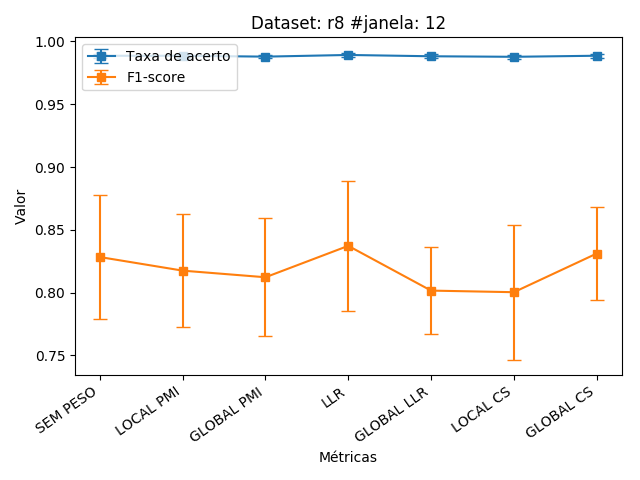 Dataset: r8 #janela: 12
Taxa de acerto
F1-score
1.00
0.95
0.90
0.85
0.80
0.75
Valor
SEM PESO
LOCAL PMI
GLOBAL PMI
LLR
GLOBAL LLR
LOCAL CS
GLOBAL CS
Métricas